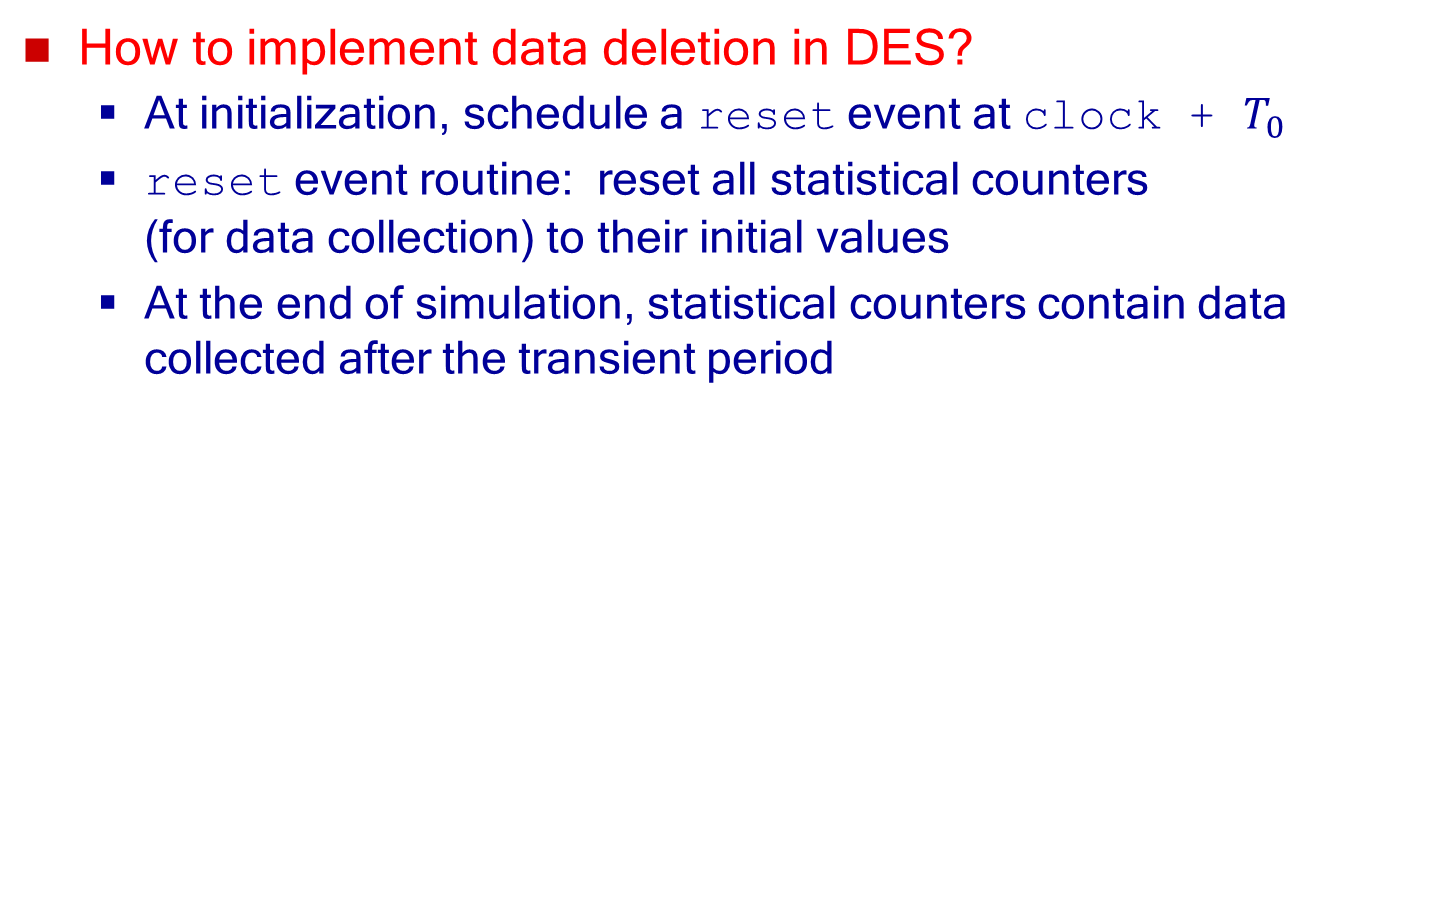 ■ How to implement data deletion in DES?
▪ At initialization, schedule a reset event at clock + T₀
▪ reset event routine:  reset all statistical counters
(for data collection) to their initial values
▪ At the end of simulation, statistical counters contain data
collected after the transient period